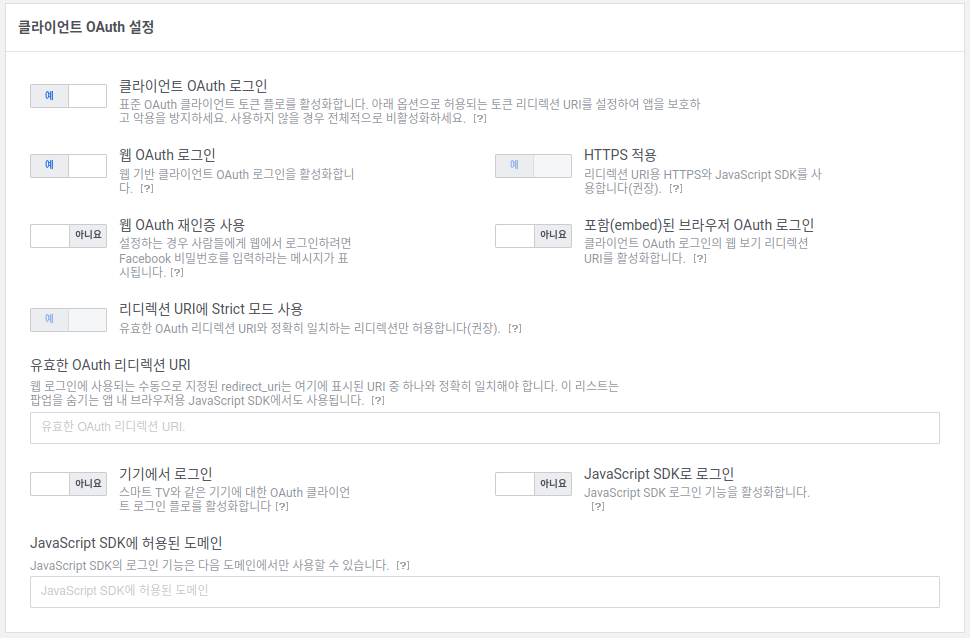 클라이언트 OAuth 설정
예
클라이언트 OAuth 로그인
표준 OAuth 클라이언트 토큰 플로를 활성화합니다. 아래 옵션으로 허용되는 토큰 리디렉션 URI를 설정하여 앱을 보호하
고 악용을 방지하세요. 사용하지 않을 경우 전체적으로 비활성화하세요. [?]
예
웹 OAuth 로그인
웹 기반 클라이언트 OAuth 로그인을 활성화합니
다. [?]
예
HTTPS 적용
리디렉션 URI용 HTTPS와 JavaScript SDK를 사
용합니다(권장). [?]
아니요
웹 OAuth 재인증 사용
설정하는 경우 사람들에게 웹에서 로그인하려면
Facebook 비밀번호를 입력하라는 메시지가 표
시됩니다. [?]
아니요
포함(embed)된 브라우저 OAuth 로그인
클라이언트 OAuth 로그인의 웹 보기 리디렉션
URI를 활성화합니다. [?]
예
리디렉션 URI에 Strict 모드 사용
유효한 OAuth 리디렉션 URI와 정확히 일치하는 리디렉션만 허용합니다(권장). [?]
유효한 OAuth 리디렉션 URI
웹 로그인에 사용되는 수동으로 지정된 redirect_uri는 여기에 표시된 URI 중 하나와 정확히 일치해야 합니다. 이 리스트는
팝업을 숨기는 앱 내 브라우저용 JavaScript SDK에서도 사용됩니다. [?]
유효한 OAuth 리디렉션 URI.
아니요
기기에서 로그인
스마트 TV와 같은 기기에 대한 OAuth 클라이언
트 로그인 플로를 활성화합니다 [?]
아니요
JavaScript SDK로 로그인
JavaScript SDK 로그인 기능을 활성화합니다.
[?]
JavaScript SDK에 허용된 도메인
JavaScript SDK의 로그인 기능은 다음 도메인에서만 사용할 수 있습니다. [?]
JavaScript SDK에 허용된 도메인